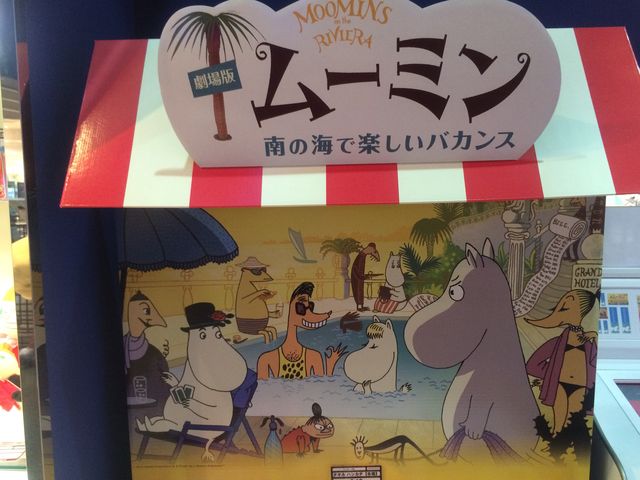 MOOMINS
on the
RIVIERA
劇場版
ムーミン
南の海で楽しいバカンス
GRAND
HOTEL